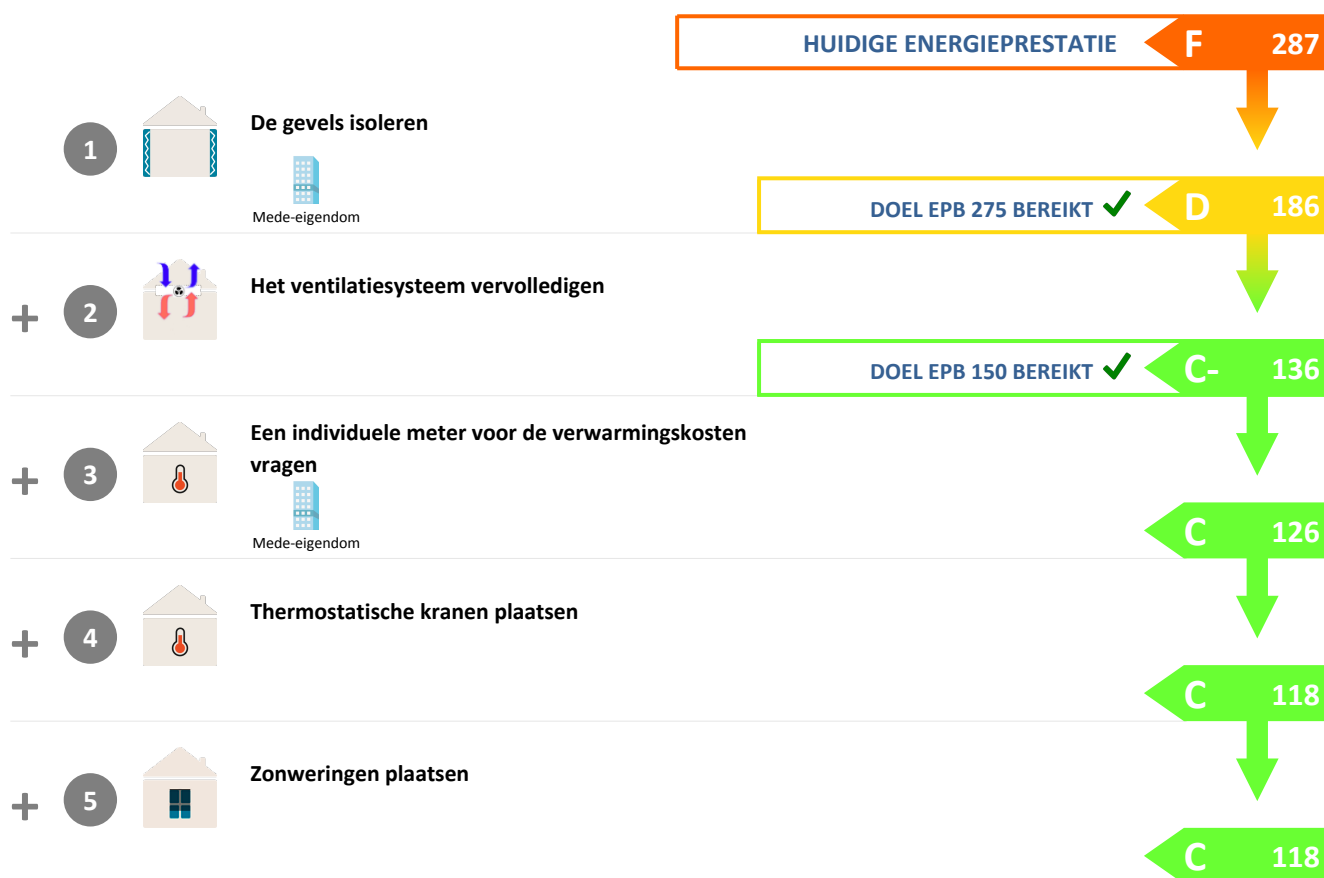 HUIDIGE ENERGIEPRESTATIE F 287
1 De gevels isoleren
Mede-eigendom
DOEL EPB 275 BEREIKT ✓ D 186
+ 2 Het ventilatiesysteem vervolledigen
DOEL EPB 150 BEREIKT ✓ C- 136
+ 3 Een individuele meter voor de verwarmingskosten
vragen
Mede-eigendom
C 126
+ 4 Thermostatische kranen plaatsen
C 118
+ 5 Zonweringen plaatsen
C 118